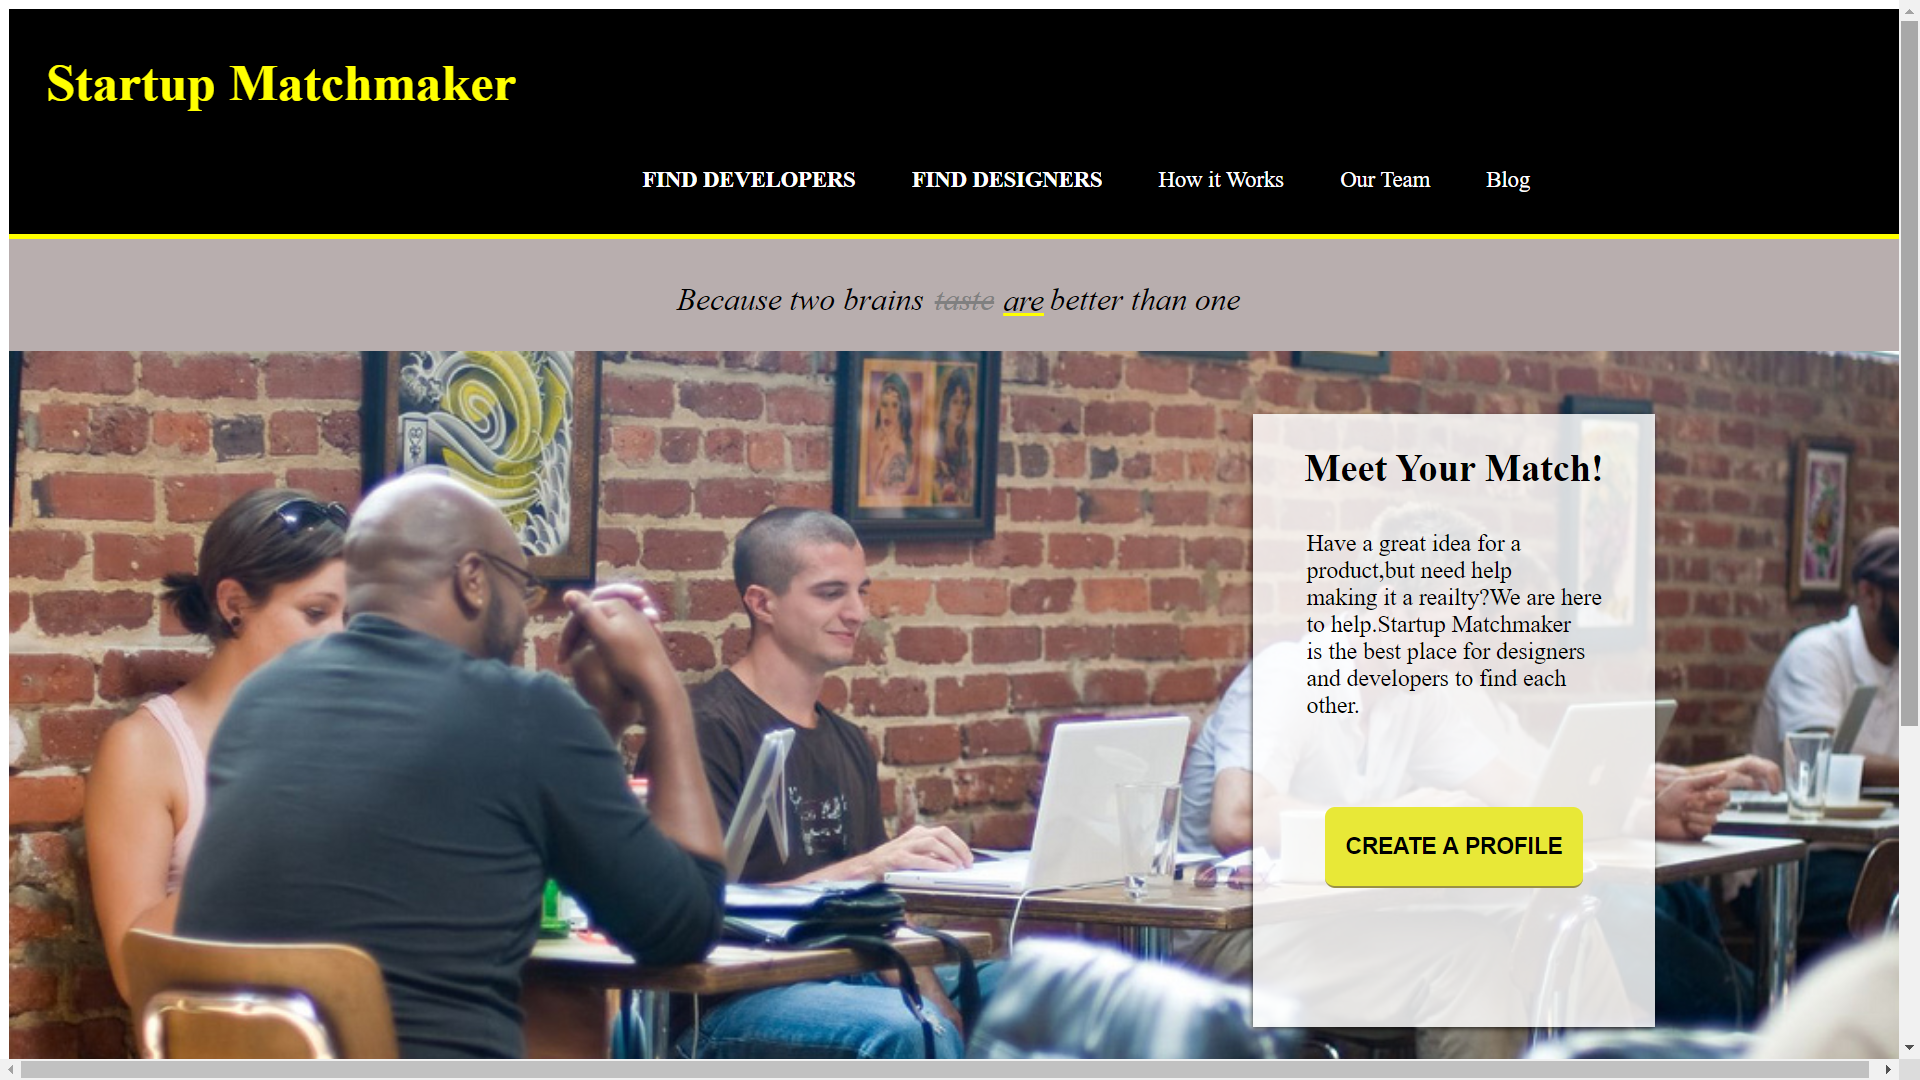 Startup Matchmaker
FIND DEVELOPERS FIND DESIGNERS How it Works Our Team Blog
Because two brains taste are better than one
Meet Your Match!
Have a great idea for a
product,but need help
making it a reailty?We are here
to help.Startup Matchmaker
is the best place for designers
and developers to find each
other.
CREATE A PROFILE